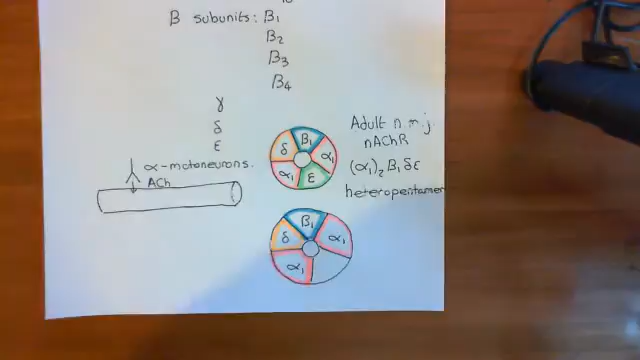 β subunits: β1
β2
β3
β4
γ
δ
ε
α-motoneurons.
ACh
β1
δ
α1
α1
ε
Adult n.m.j.
nAChR
(α1)2 β1 δ ε
heteropentamer
β1
δ
α1
α1